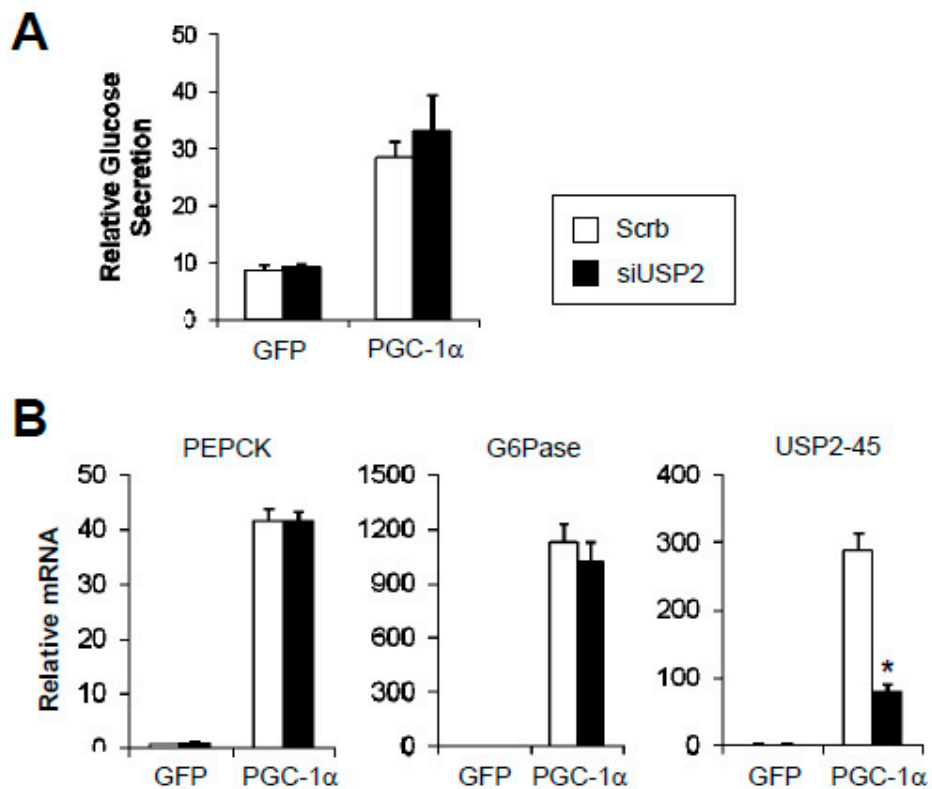 A
Relative Glucose
Secretion
50
40
30
20
10
0
GFP
PGC-1α
Scrb
siUSP2
B
Relative mRNA
PEPCK
50
40
30
20
10
0
GFP
PGC-1α
G6Pase
1500
1200
900
600
300
0
GFP
PGC-1α
USP2-45
400
300
200
100
0
*
GFP
PGC-1α